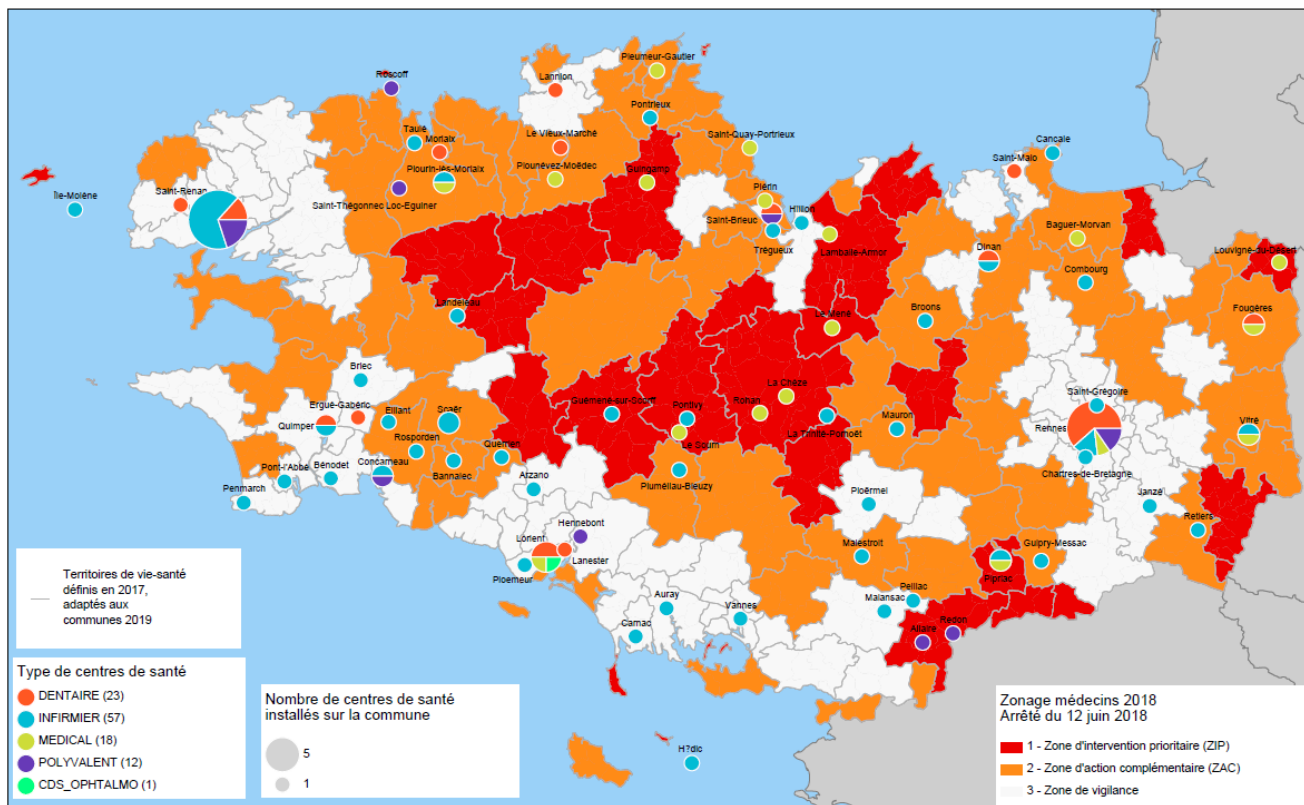 Pleumeur-Gautier
Roscoff
Lannion
Pontrieux
Taulé
Morlaix
Le Vieux-Marché
Saint-Quay-Portrieux
Cancale
Saint-Malo
Plourin-lès-Morlaix
Plounévez-Moëdec
Guingamp
Île-Molène
Saint-Renan
Saint-Thégonnec Loc-Eguiner
Plérin
Saint-Brieuc
Hillion
Trégueux
Lamballe-Armor
Dinan
Baguer-Morvan
Louvigné-du-Désert
Combourg
Landeleau
Broons
Fougères
Le Mené
Briec
La Chèze
Saint-Grégoire
Ergué-Gabéric
Elliant
Scaër
Guémené-sur-Scorff
Pontivy
Rohan
Mauron
Rennes
Vitré
Quimper
Rosporden
Querrien
Le Sourn
La Trinité-Porhoët
Pont-l'Abbé
Bénodet
Concarneau
Bannalec
Pluméliau-Bieuzy
Chartres-de-Bretagne
Penmarch
Arzano
Ploërmel
Janzé
Retiers
Hennebont
Lorient
Lanester
Malestroit
Guipry-Messac
Pipriac
Ploemeur
Auray
Vannes
Malansac
Peillac
Carnac
Allaire
Redon
H?dic
Territoires de vie-santé
définis en 2017,
adaptés aux
communes 2019
Type de centres de santé
DENTAIRE (23)
INFIRMIER (57)
MEDICAL (18)
POLYVALENT (12)
CDS_OPHTALMO (1)
Nombre de centres de santé
installés sur la commune
5
1
Zonage médecins 2018
Arrêté du 12 juin 2018
1 - Zone d'intervention prioritaire (ZIP)
2 - Zone d'action complémentaire (ZAC)
3 - Zone de vigilance